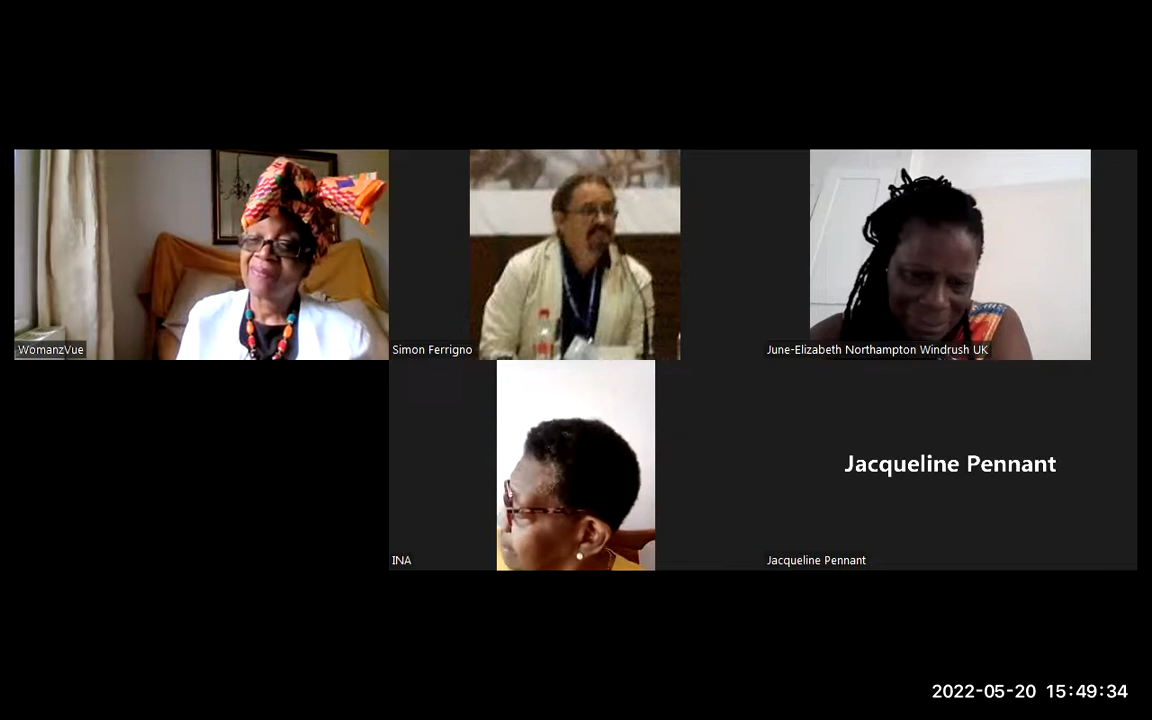 WomanzVue
Simon Ferrigno
June-Elizabeth Northampton Windrush UK
Jacqueline Pennant
INA
Jacqueline Pennant
2022-05-20 15:49:34